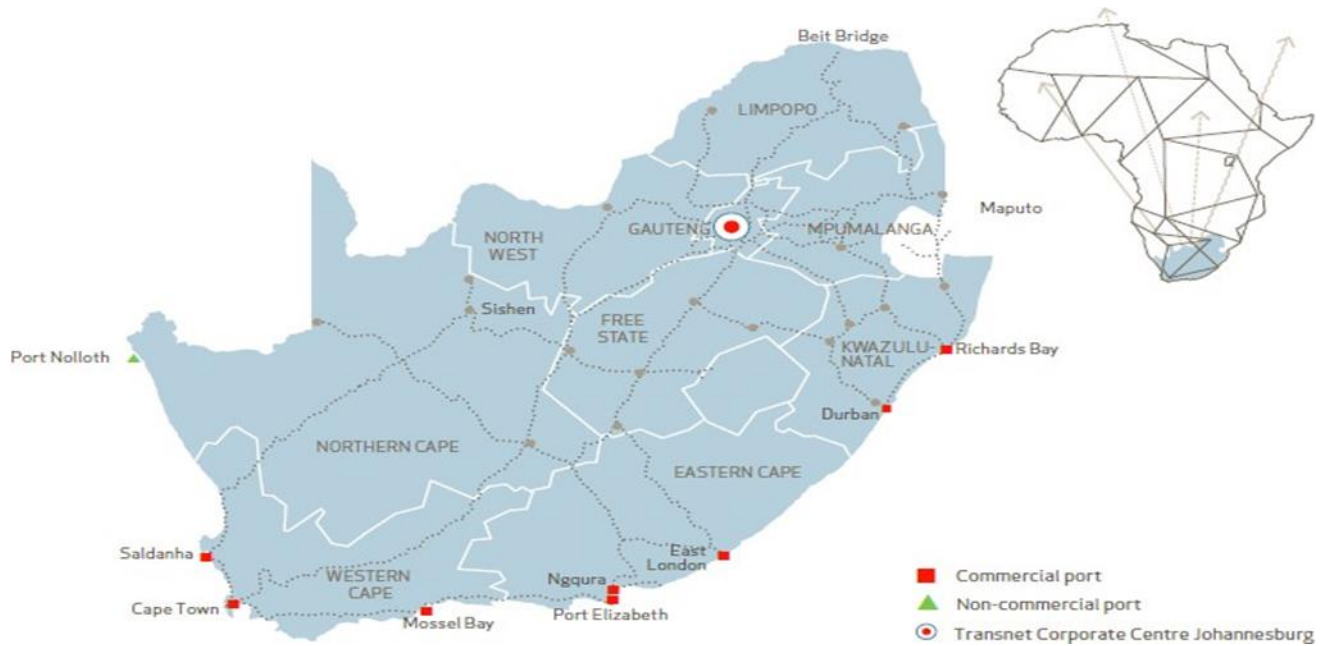 Beit Bridge
LIMPOPO
Maputo
GAUTENG
MPUMALANGA
NORTH
WEST
Sishen
FREE
STATE
Port Nolloth
KWAZULU-
NATAL
Richards Bay
Durban
NORTHERN CAPE
EASTERN CAPE
Saldanha
East
London
WESTERN
CAPE
Ngqura
Cape Town
Mossel Bay
Port Elizabeth
Commercial port
Non-commercial port
Transnet Corporate Centre Johannesburg